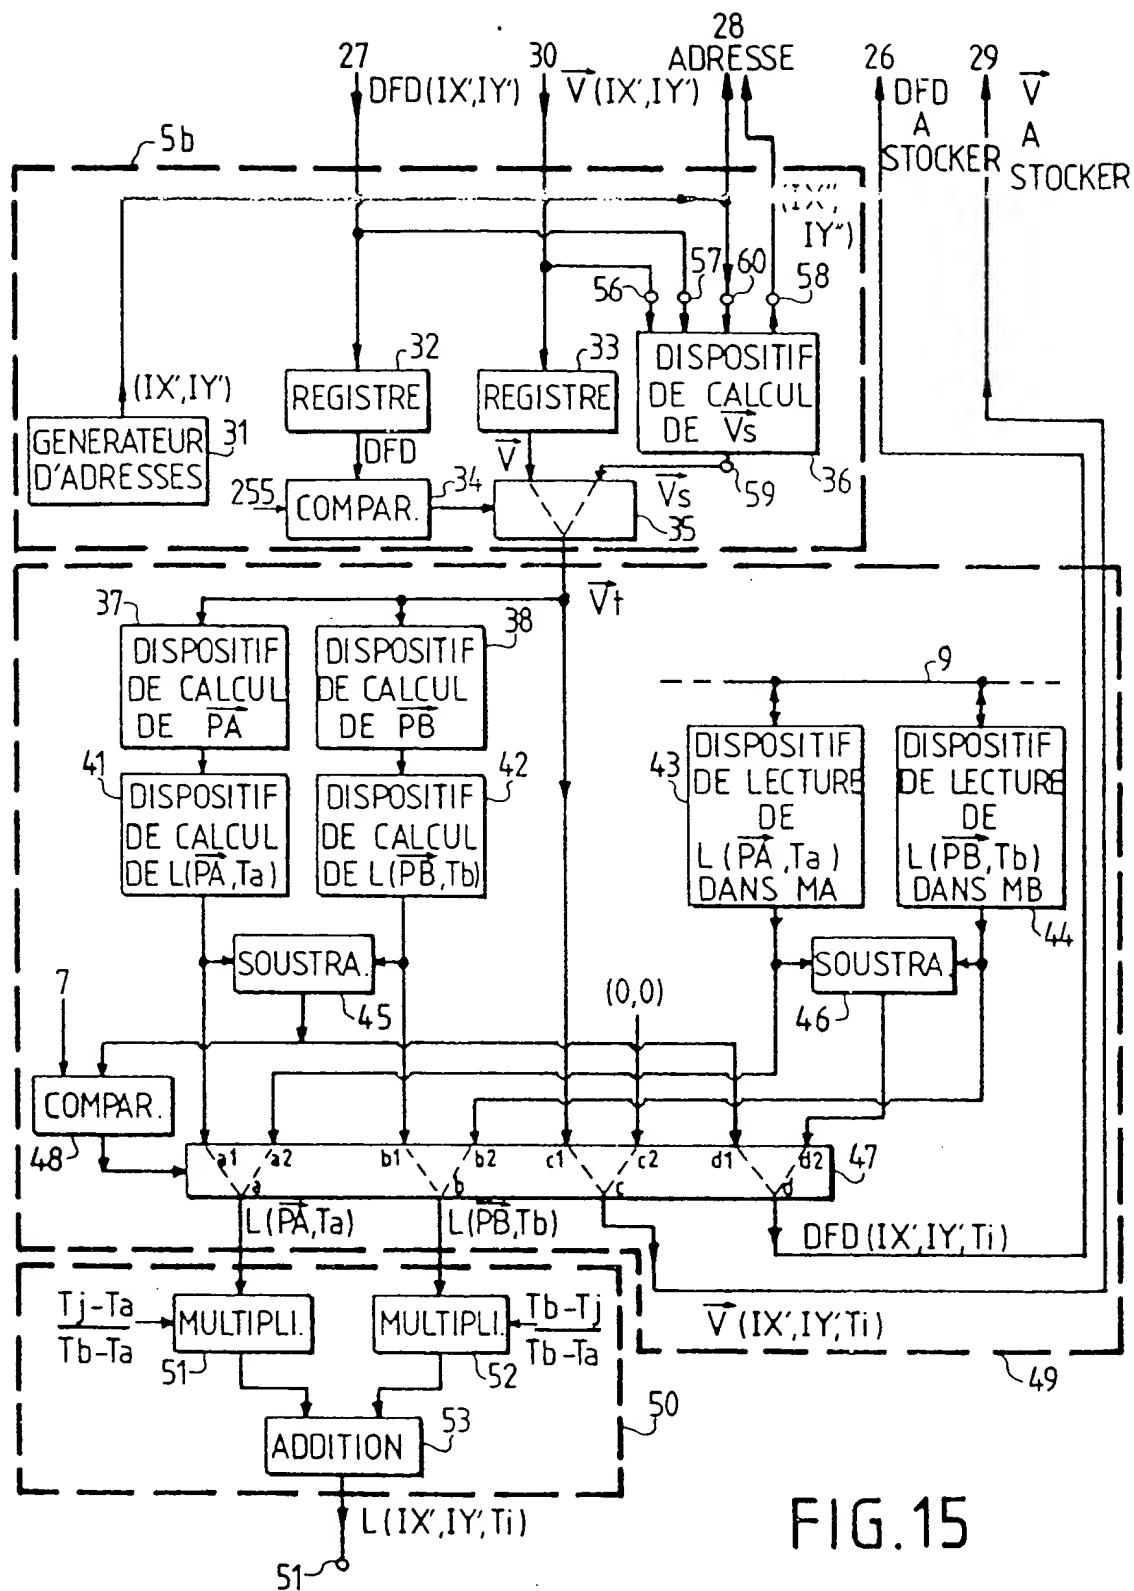 28
27
30
ADRESSE
26
29
DFD(IX',IY')
V(IX',IY')
DFD
A
STOCKER
V
A
STOCKER
5b
(IX",
IY")
56
57
60
58
32
33
(IX',IY')
REGISTRE
REGISTRE
DISPOSITIF
DE CALCUL
DE Vs
GENERATEUR
D'ADRESSES
31
DFD
V
36
255
COMPAR.
34
Vs
59
35
Vt
37
38
DISPOSITIF
DE CALCUL
DE PA
DISPOSITIF
DE CALCUL
DE PB
9
41
42
DISPOSITIF
DE CALCUL
DE L(PA,Ta)
DISPOSITIF
DE CALCUL
DE L(PB,Tb)
43
DISPOSITIF
DE LECTURE
DE
L(PA,Ta)
DANS MA
DISPOSITIF
DE LECTURE
DE
L(PB,Tb)
DANS MB
44
SOUSTRA.
45
SOUSTRA.
46
(0,0)
7
COMPAR.
48
a1
a2
b1
b2
c1
c2
d1
d2
47
a
b
c
d
L(PA,Ta)
L(PB,Tb)
DFD(IX',IY',Ti)
Tj-Ta
Tb-Ta
MULTIPLI.
51
MULTIPLI.
52
Tb-Tj
Tb-Ta
V(IX',IY',Ti)
49
50
ADDITION
53
L(IX',IY',Ti)
51
FIG.15